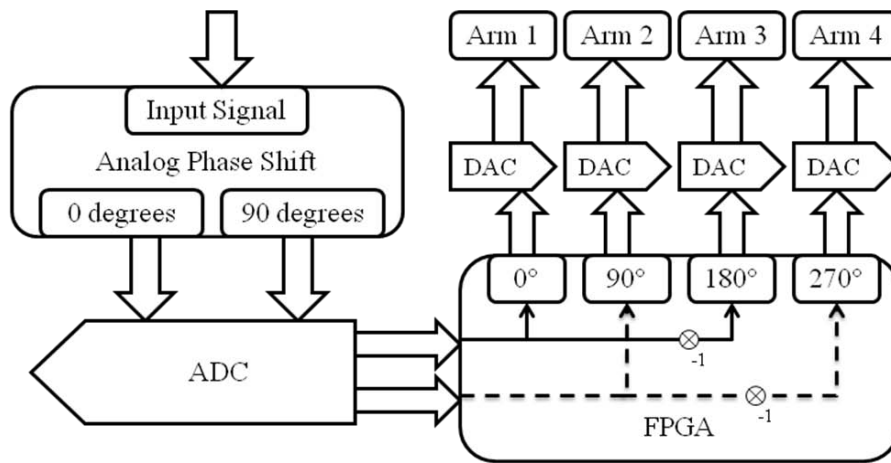 Arm 1 Arm 2 Arm 3 Arm 4
Input Signal
Analog Phase Shift
0 degrees 90 degrees
DAC DAC DAC DAC
0° 90° 180° 270°
ADC
-1
-1
FPGA